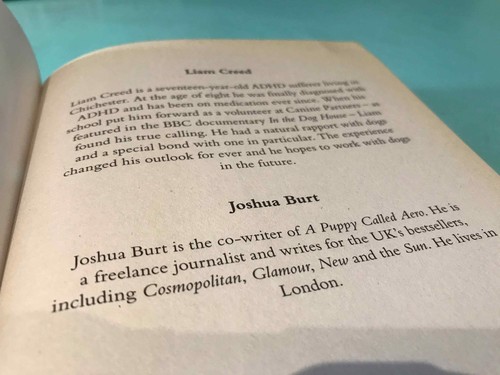 Liam Creed
Liam Creed is a seventeen-year-old ADHD sufferer living in
Chichester. At the age of eight he was finally diagnosed with
ADHD and has been on medication ever since. When his
school put him forward as a volunteer at Canine Partners – as
featured in the BBC documentary In the Dog House – Liam
found his true calling. He had a natural rapport with dogs
and a special bond with one in particular. The experience
changed his outlook for ever and he hopes to work with dogs
in the future.
Joshua Burt
Joshua Burt is the co-writer of A Puppy Called Aero. He is
a freelance journalist and writes for the UK's bestsellers,
including Cosmopolitan, Glamour, New and the Sun. He lives in
London.